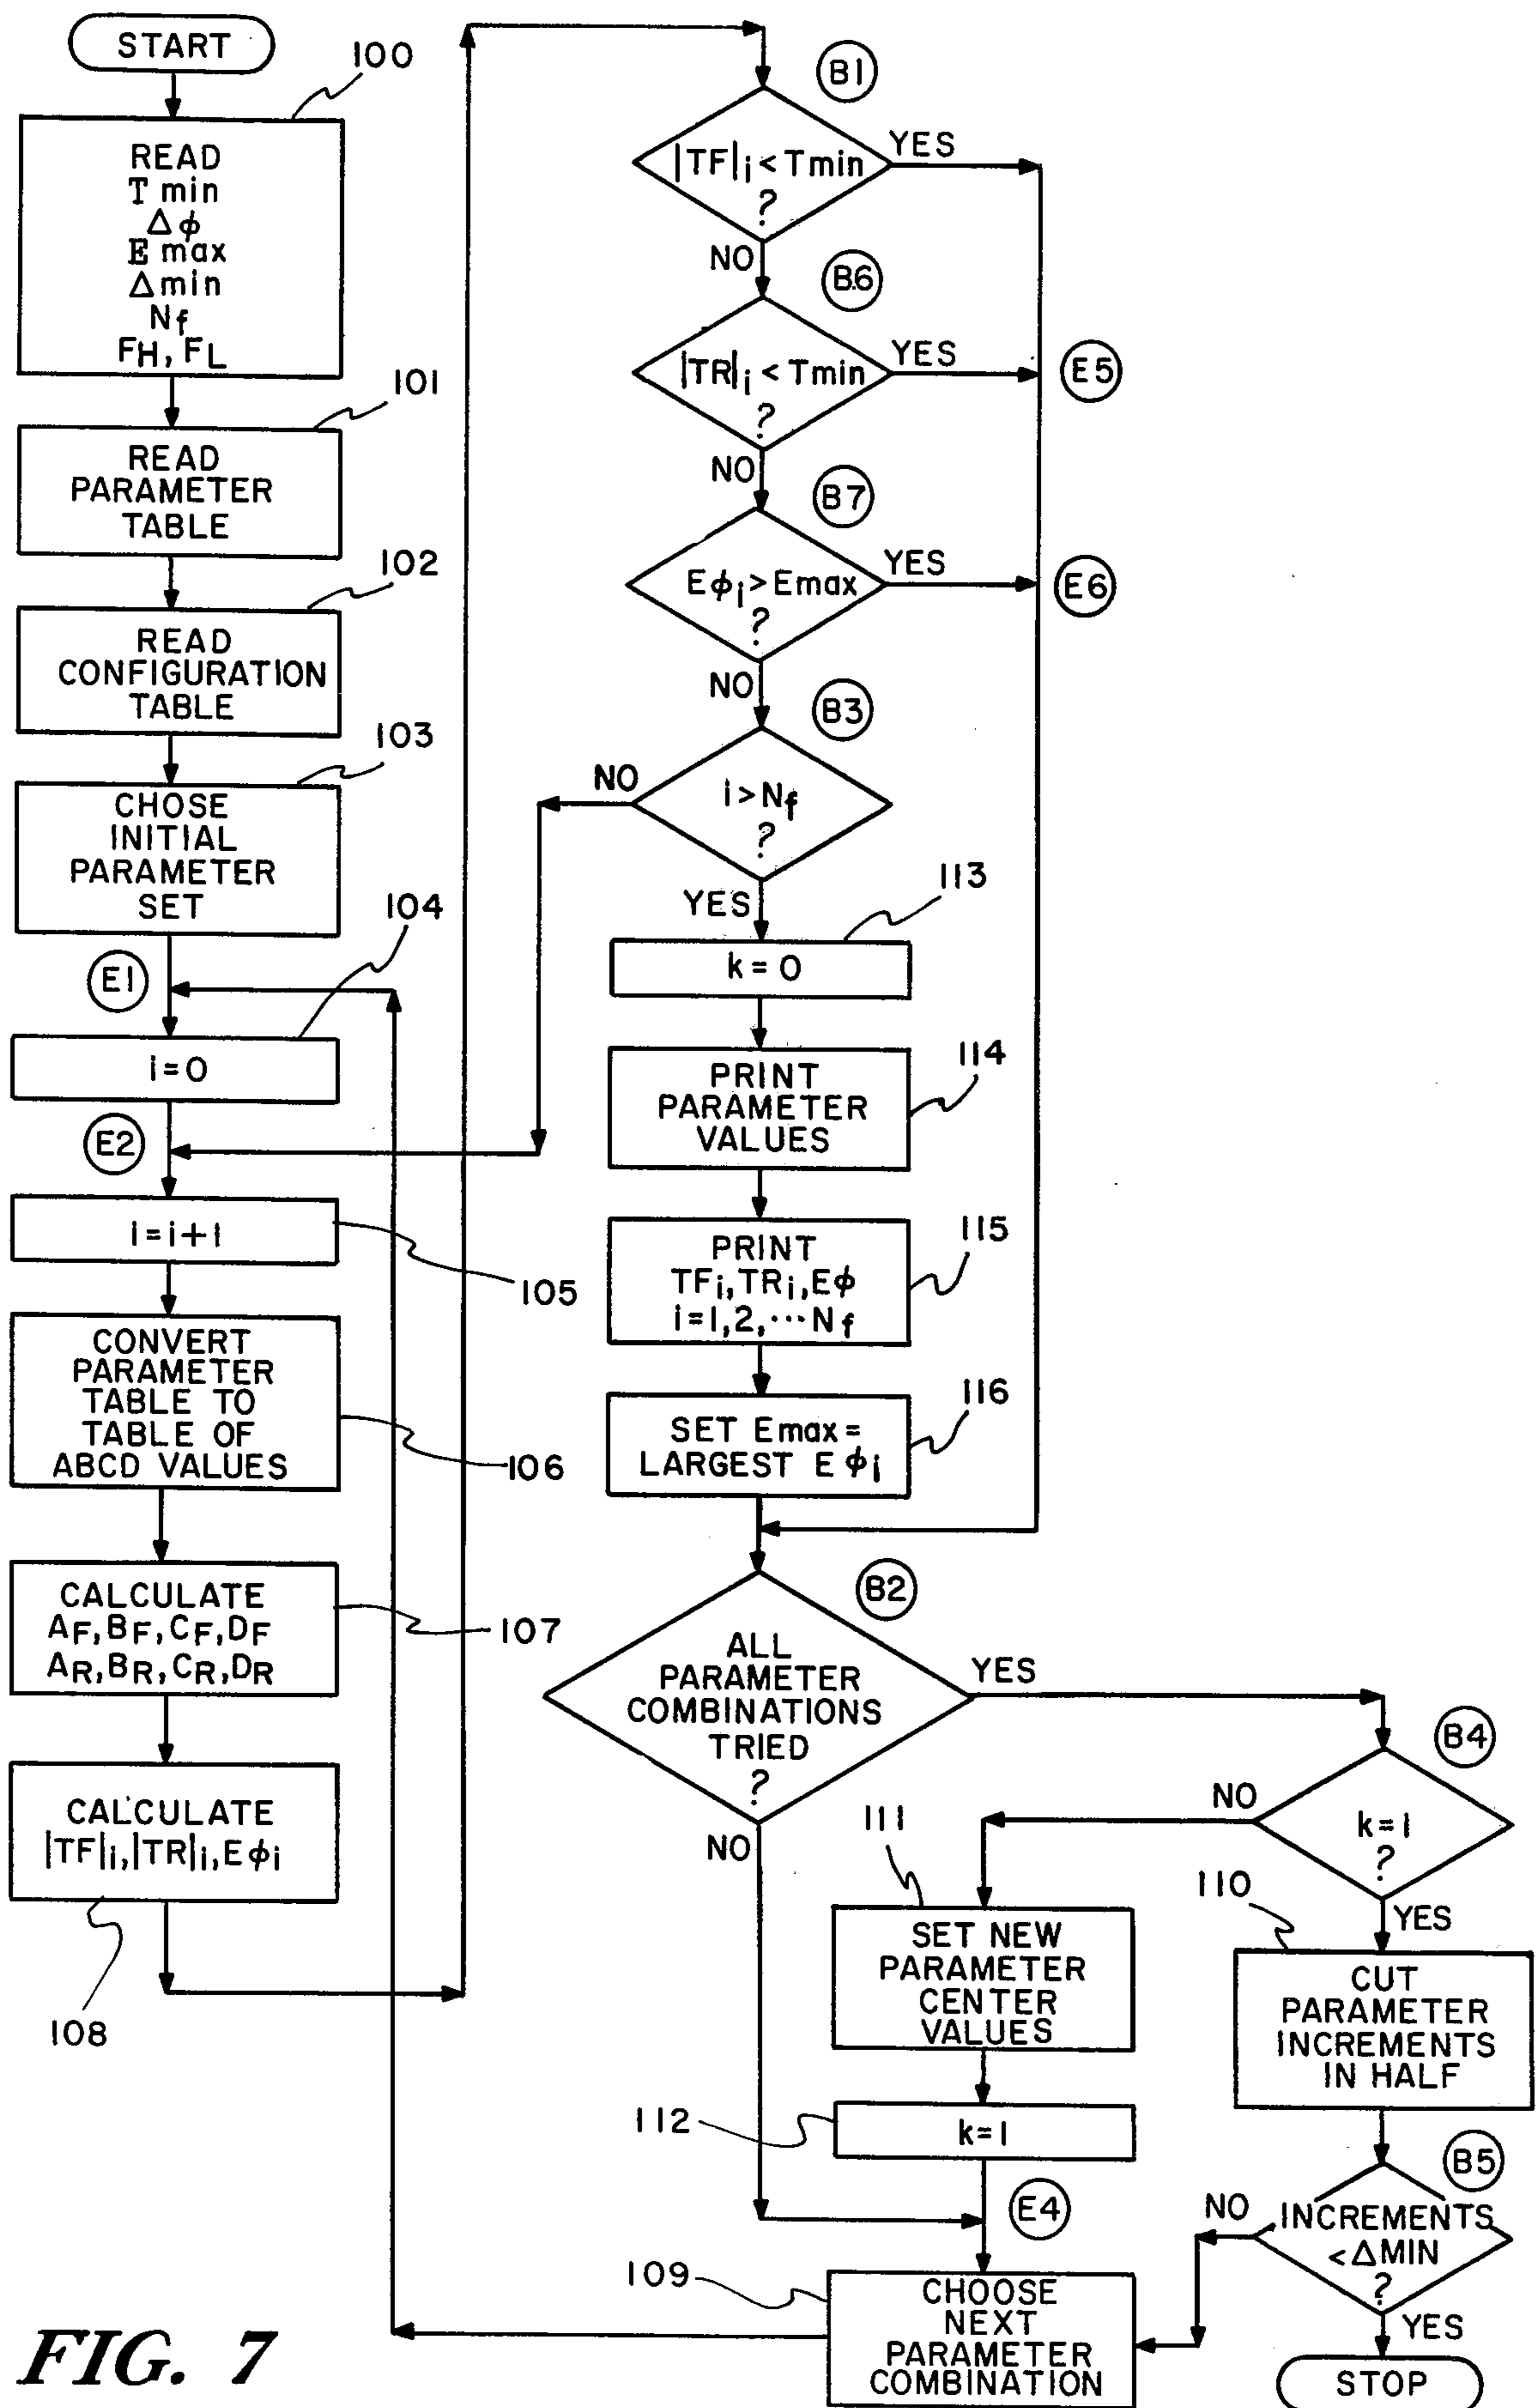 START
100
READ
T min
Δφ
E max
Δmin
Nf
FH, FL
101
READ
PARAMETER
TABLE
102
READ
CONFIGURATION
TABLE
103
CHOSE
INITIAL
PARAMETER
SET
104
E1
i=0
E2
i=i+1
105
CONVERT
PARAMETER
TABLE TO
TABLE OF
ABCD VALUES
106
CALCULATE
AF, BF, CF, DF
AR, BR, CR, DR
107
CALCULATE
|TF|i, |TR|i, Eφi
108
B1
|TF|i < Tmin
?
YES
NO
B6
|TR|i < Tmin
?
YES
E5
NO
B7
Eφi > Emax
?
YES
E6
NO
B3
i > Nf
?
NO
YES
113
k = 0
114
PRINT
PARAMETER
VALUES
115
PRINT
TFi, TRi, Eφ
i=1, 2, ··· Nf
116
SET Emax =
LARGEST E φi
B2
ALL
PARAMETER
COMBINATIONS
TRIED
?
YES
NO
B4
k=1
?
NO
YES
111
SET NEW
PARAMETER
CENTER
VALUES
110
CUT
PARAMETER
INCREMENTS
IN HALF
112
k=1
E4
B5
INCREMENTS
< ΔMIN
?
NO
YES
109
CHOOSE
NEXT
PARAMETER
COMBINATION
STOP
FIG. 7